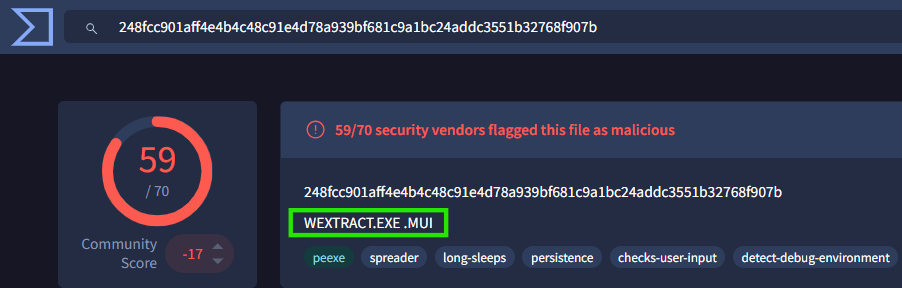 248fcc901aff4e4b4c48c91e4d78a939bf681c9a1bc24addc3551b32768f907b
59
/ 70
Community
Score
-17
59/70 security vendors flagged this file as malicious
248fcc901aff4e4b4c48c91e4d78a939bf681c9a1bc24addc3551b32768f907b
WEXTRACT.EXE .MUI
peexe spreader long-sleeps persistence checks-user-input detect-debug-environment